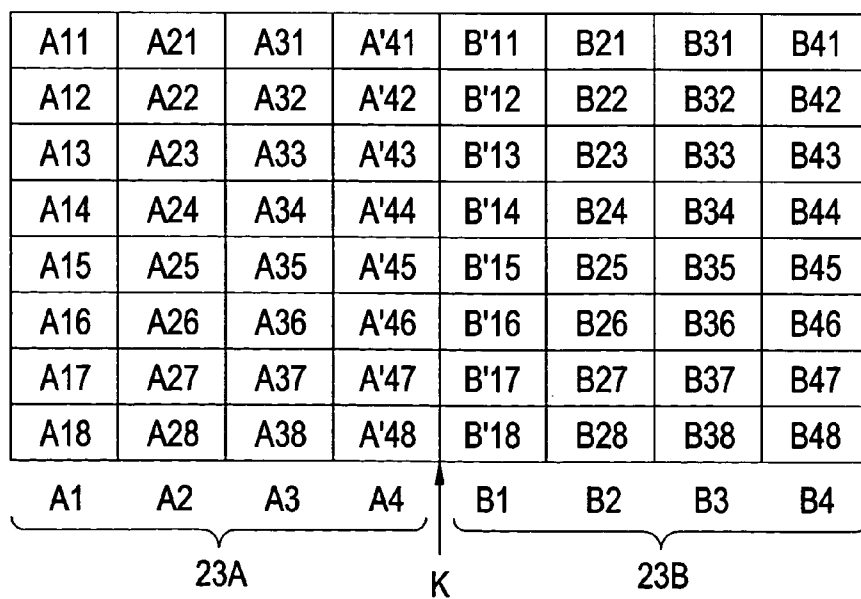 A11 A21 A31 A'41 B'11 B21 B31 B41
A12 A22 A32 A'42 B'12 B22 B32 B42
A13 A23 A33 A'43 B'13 B23 B33 B43
A14 A24 A34 A'44 B'14 B24 B34 B44
A15 A25 A35 A'45 B'15 B25 B35 B45
A16 A26 A36 A'46 B'16 B26 B36 B46
A17 A27 A37 A'47 B'17 B27 B37 B47
A18 A28 A38 A'48 B'18 B28 B38 B48
A1 A2 A3 A4 B1 B2 B3 B4
23A K 23B